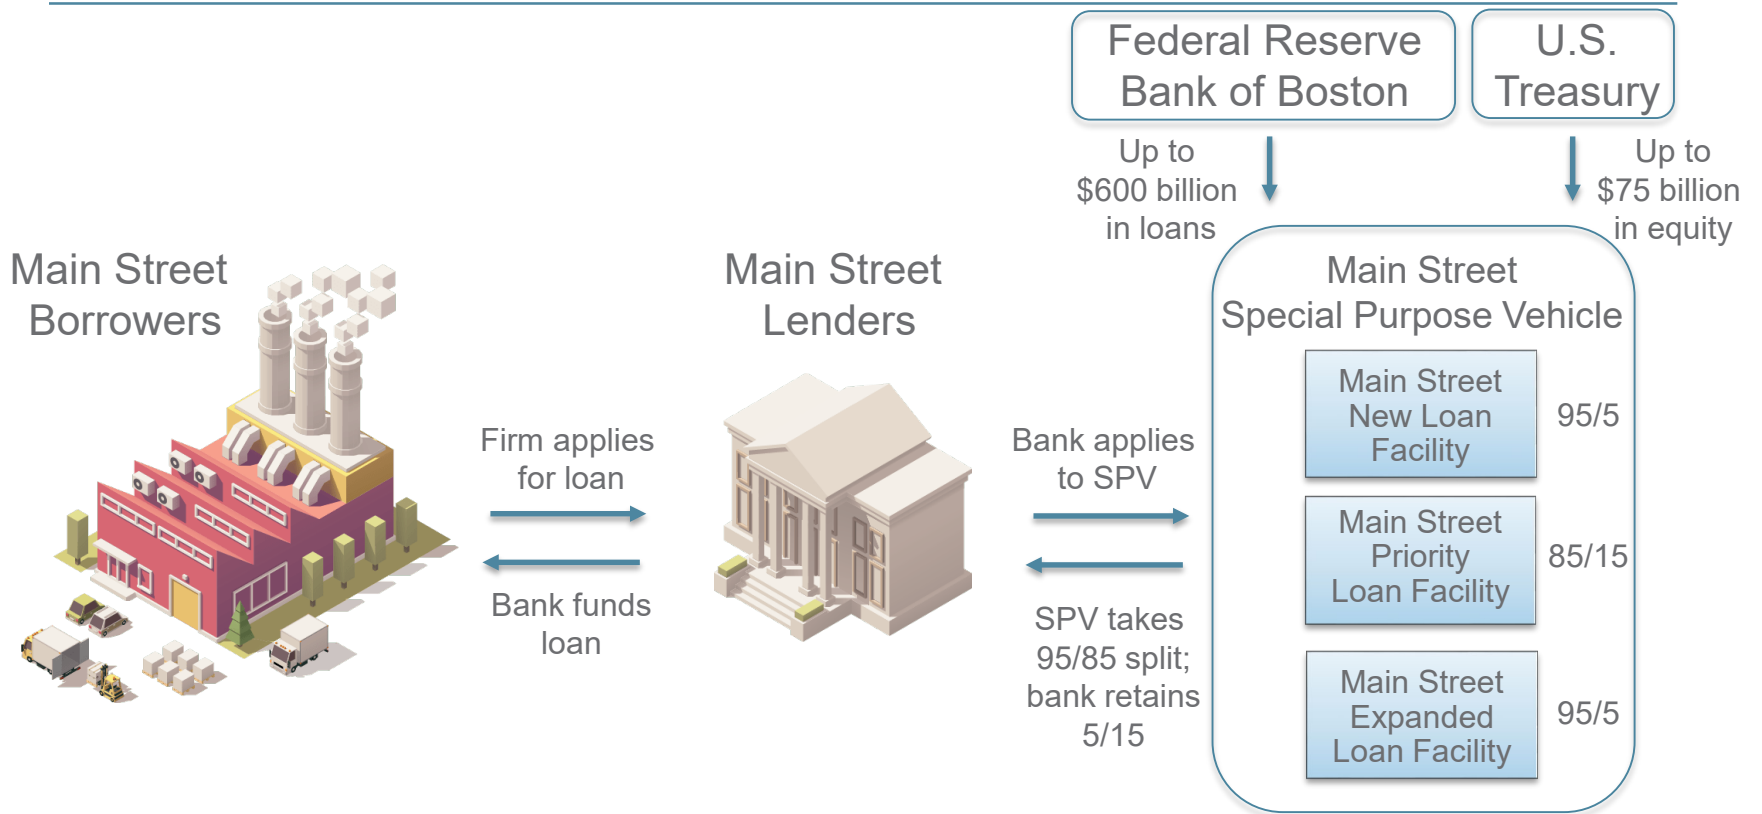 Federal Reserve
Bank of Boston
U.S.
Treasury
Up to
$600 billion
in loans
Up to
$75 billion
in equity
Main Street
Borrowers
Firm applies
for loan
Bank funds
loan
Main Street
Lenders
Bank applies
to SPV
SPV takes
95/85 split;
bank retains
5/15
Main Street
Special Purpose Vehicle
Main Street
New Loan
Facility
95/5
Main Street
Priority
Loan Facility
85/15
Main Street
Expanded
Loan Facility
95/5